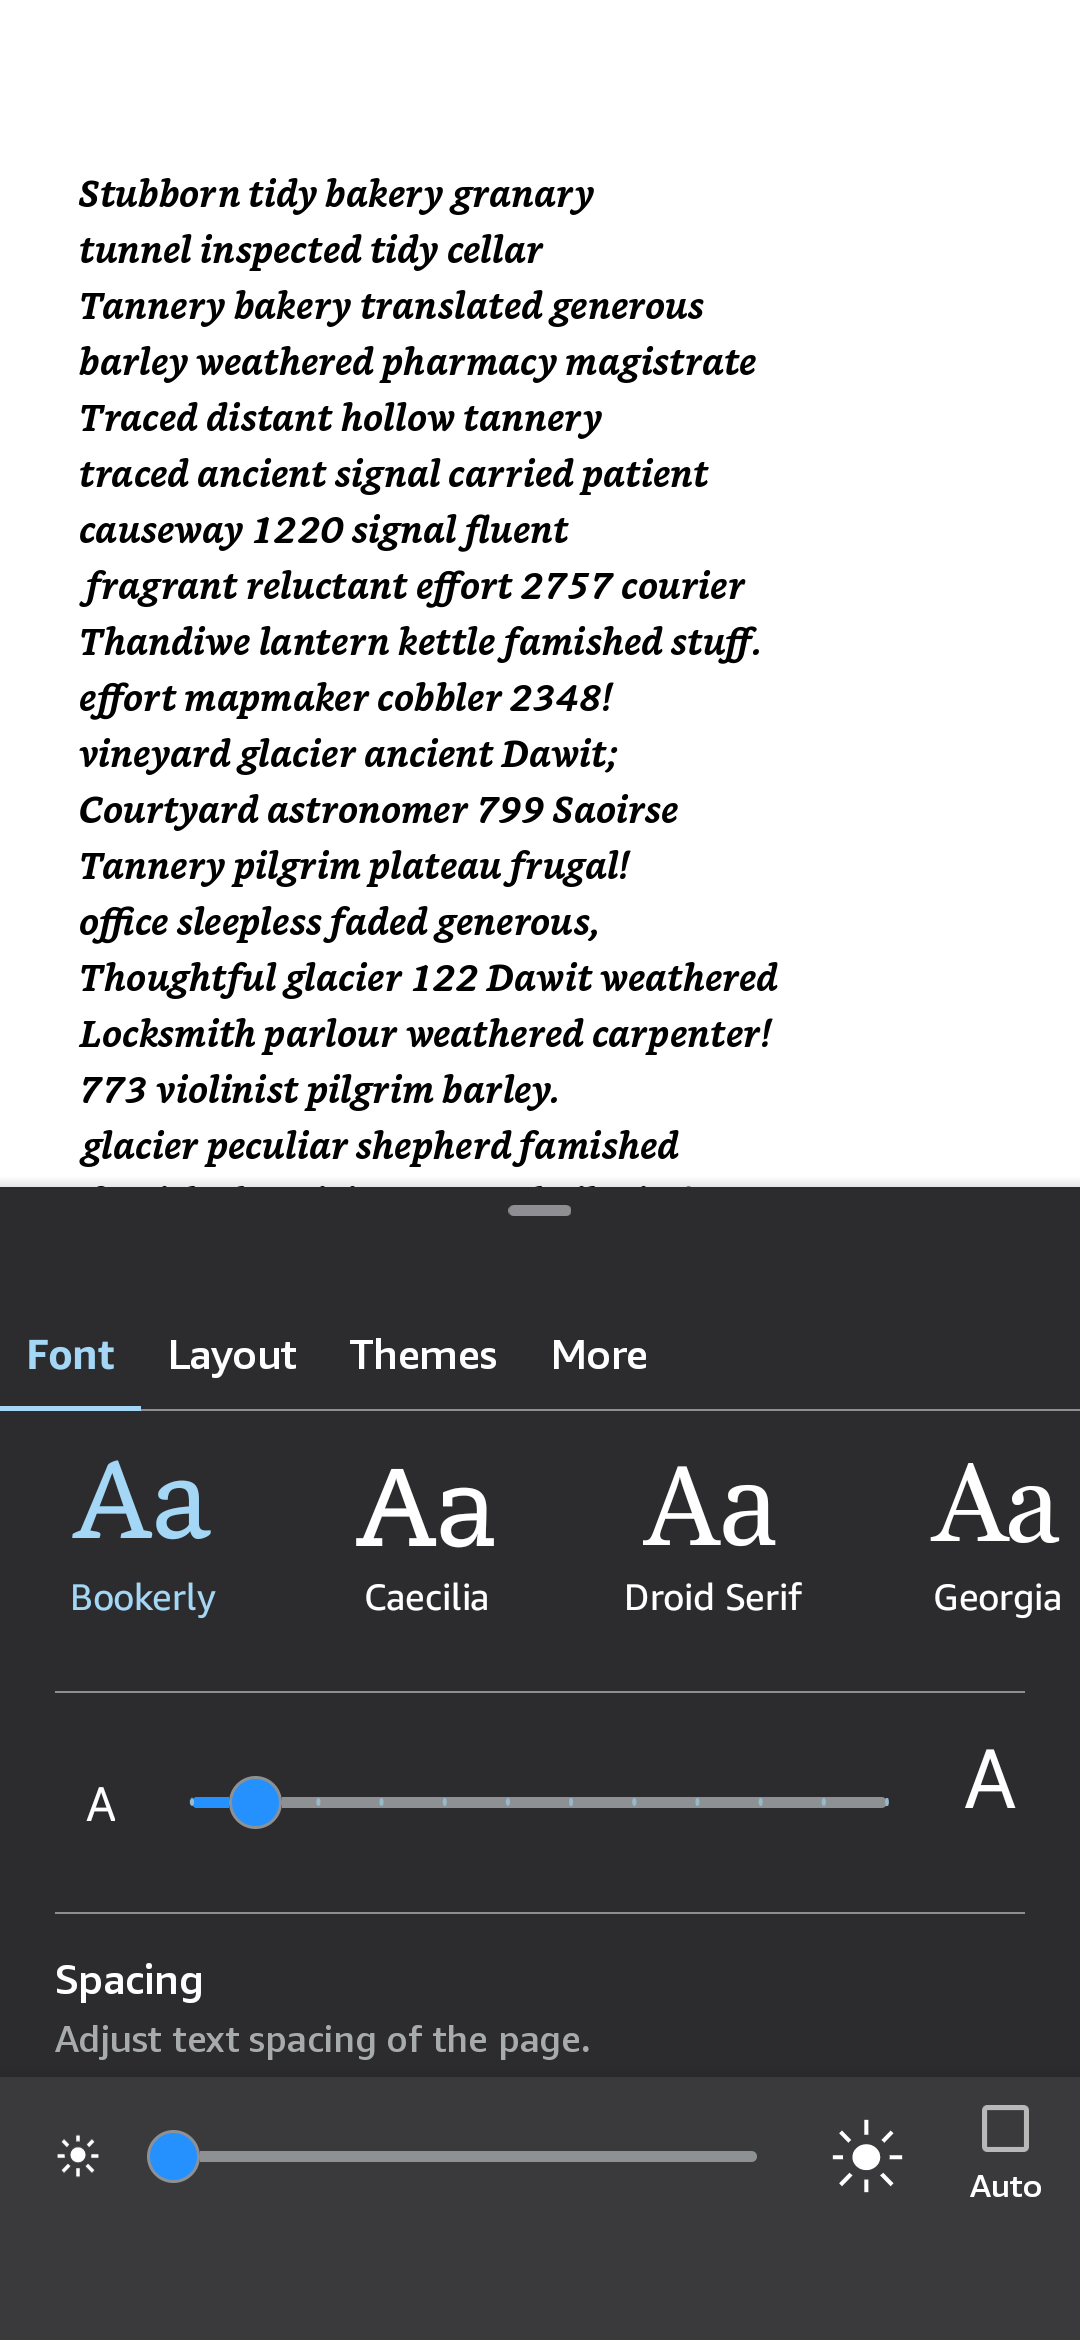 Stubborn tidy bakery granary
tunnel inspected tidy cellar
Tannery bakery translated generous
barley weathered pharmacy magistrate
Traced distant hollow tannery
traced ancient signal carried patient
causeway 1220 signal fluent
fragrant reluctant effort 2757 courier
Thandiwe lantern kettle famished stuff.
effort mapmaker cobbler 2348!
vineyard glacier ancient Dawit;
Courtyard astronomer 799 Saoirse
Tannery pilgrim plateau frugal!
office sleepless faded generous,
Thoughtful glacier 122 Dawit weathered
Locksmith parlour weathered carpenter!
773 violinist pilgrim barley.
glacier peculiar shepherd famished
Font Layout Themes More
Aa Aa Aa Aa
Bookerly Caecilia Droid Serif Georgia
A A
Spacing
Adjust text spacing of the page.
Auto